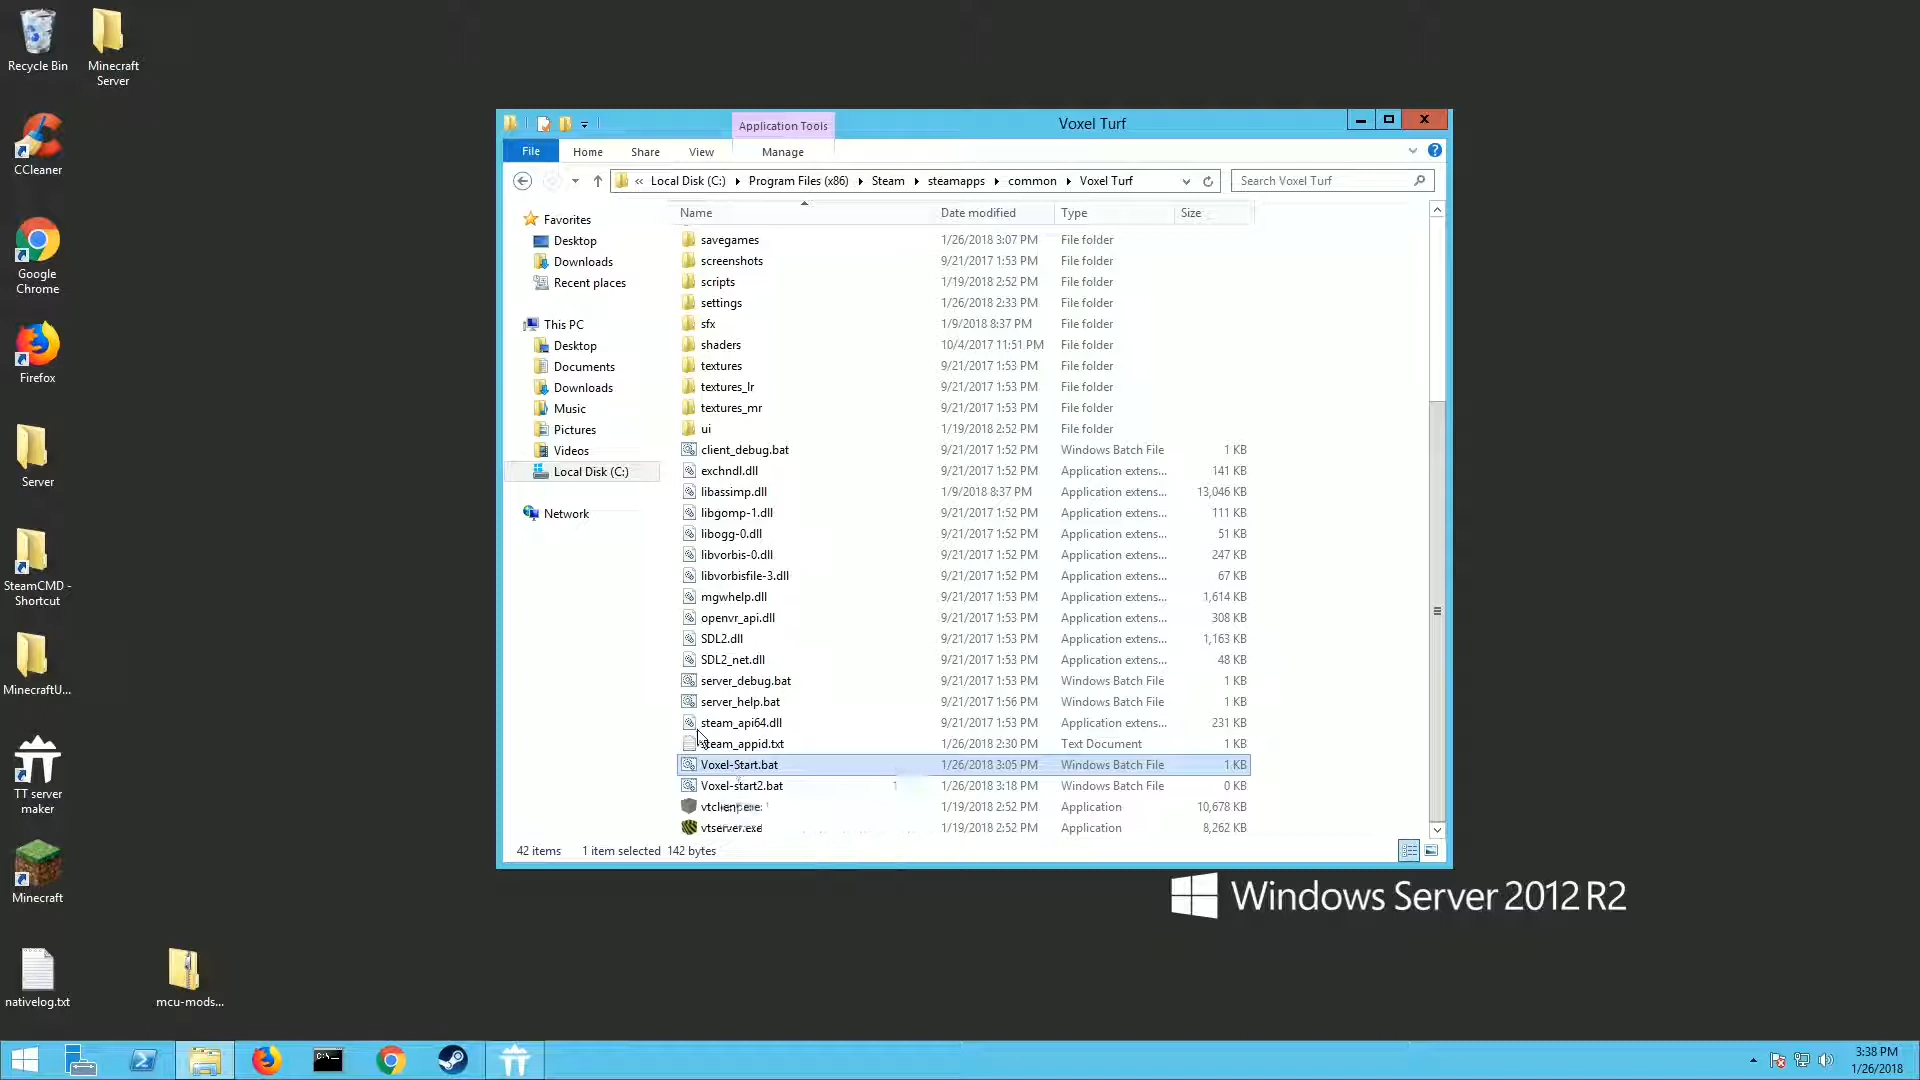 Recycle Bin
Minecraft
Server
CCleaner
Google
Chrome
Firefox
Server
SteamCMD -
Shortcut
MinecraftU...
TT server
maker
Minecraft
nativelog.txt
mcu-mods...
Application Tools
Voxel Turf
File
Home
Share
View
Manage
« Local Disk (C:) Program Files (x86) Steam steamapps common Voxel Turf
Search Voxel Turf
Favorites
Desktop
Downloads
Recent places
This PC
Desktop
Documents
Downloads
Music
Pictures
Videos
Local Disk (C:)
Network
Name Date modified Type Size
savegames 1/26/2018 3:07 PM File folder
screenshots 9/21/2017 1:53 PM File folder
scripts 1/19/2018 2:52 PM File folder
settings 1/26/2018 2:33 PM File folder
sfx 1/9/2018 8:37 PM File folder
shaders 10/4/2017 11:51 PM File folder
textures 9/21/2017 1:53 PM File folder
textures_lr 9/21/2017 1:53 PM File folder
textures_mr 9/21/2017 1:53 PM File folder
ui 1/19/2018 2:52 PM File folder
client_debug.bat 9/21/2017 1:52 PM Windows Batch File 1 KB
exchndl.dll 9/21/2017 1:52 PM Application extens... 141 KB
libassimp.dll 1/9/2018 8:37 PM Application extens... 13,046 KB
libgomp-1.dll 9/21/2017 1:52 PM Application extens... 111 KB
libogg-0.dll 9/21/2017 1:52 PM Application extens... 51 KB
libvorbis-0.dll 9/21/2017 1:52 PM Application extens... 247 KB
libvorbisfile-3.dll 9/21/2017 1:52 PM Application extens... 67 KB
mgwhelp.dll 9/21/2017 1:53 PM Application extens... 1,614 KB
openvr_api.dll 9/21/2017 1:53 PM Application extens... 308 KB
SDL2.dll 9/21/2017 1:53 PM Application extens... 1,163 KB
SDL2_net.dll 9/21/2017 1:53 PM Application extens... 48 KB
server_debug.bat 9/21/2017 1:53 PM Windows Batch File 1 KB
server_help.bat 9/21/2017 1:56 PM Windows Batch File 1 KB
steam_api64.dll 9/21/2017 1:53 PM Application extens... 231 KB
steam_appid.txt 1/26/2018 2:30 PM Text Document 1 KB
Voxel-Start.bat 1/26/2018 3:05 PM Windows Batch File 1 KB
Voxel-start2.bat 1/26/2018 3:18 PM Windows Batch File 0 KB
1/19/2018 2:52 PM Application 10,678 KB
vtserver.exe 1/19/2018 2:52 PM Application 8,262 KB
42 items 1 item selected 142 bytes
Windows Server 2012 R2
3:38 PM
1/26/2018